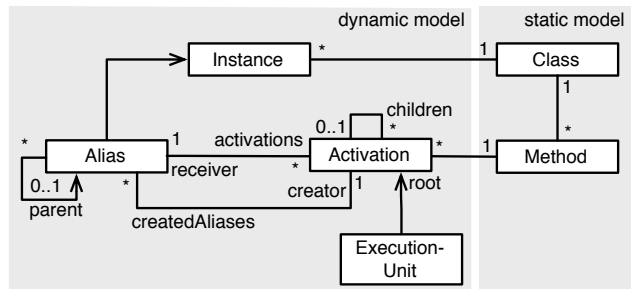 dynamic model
static model
Instance
*
1
Class
1
children
0..1
*
*
*
Alias
1
activations
Activation
*
1
Method
receiver
*
0..1
*
creator
1
root
parent
createdAliases
Execution-
Unit